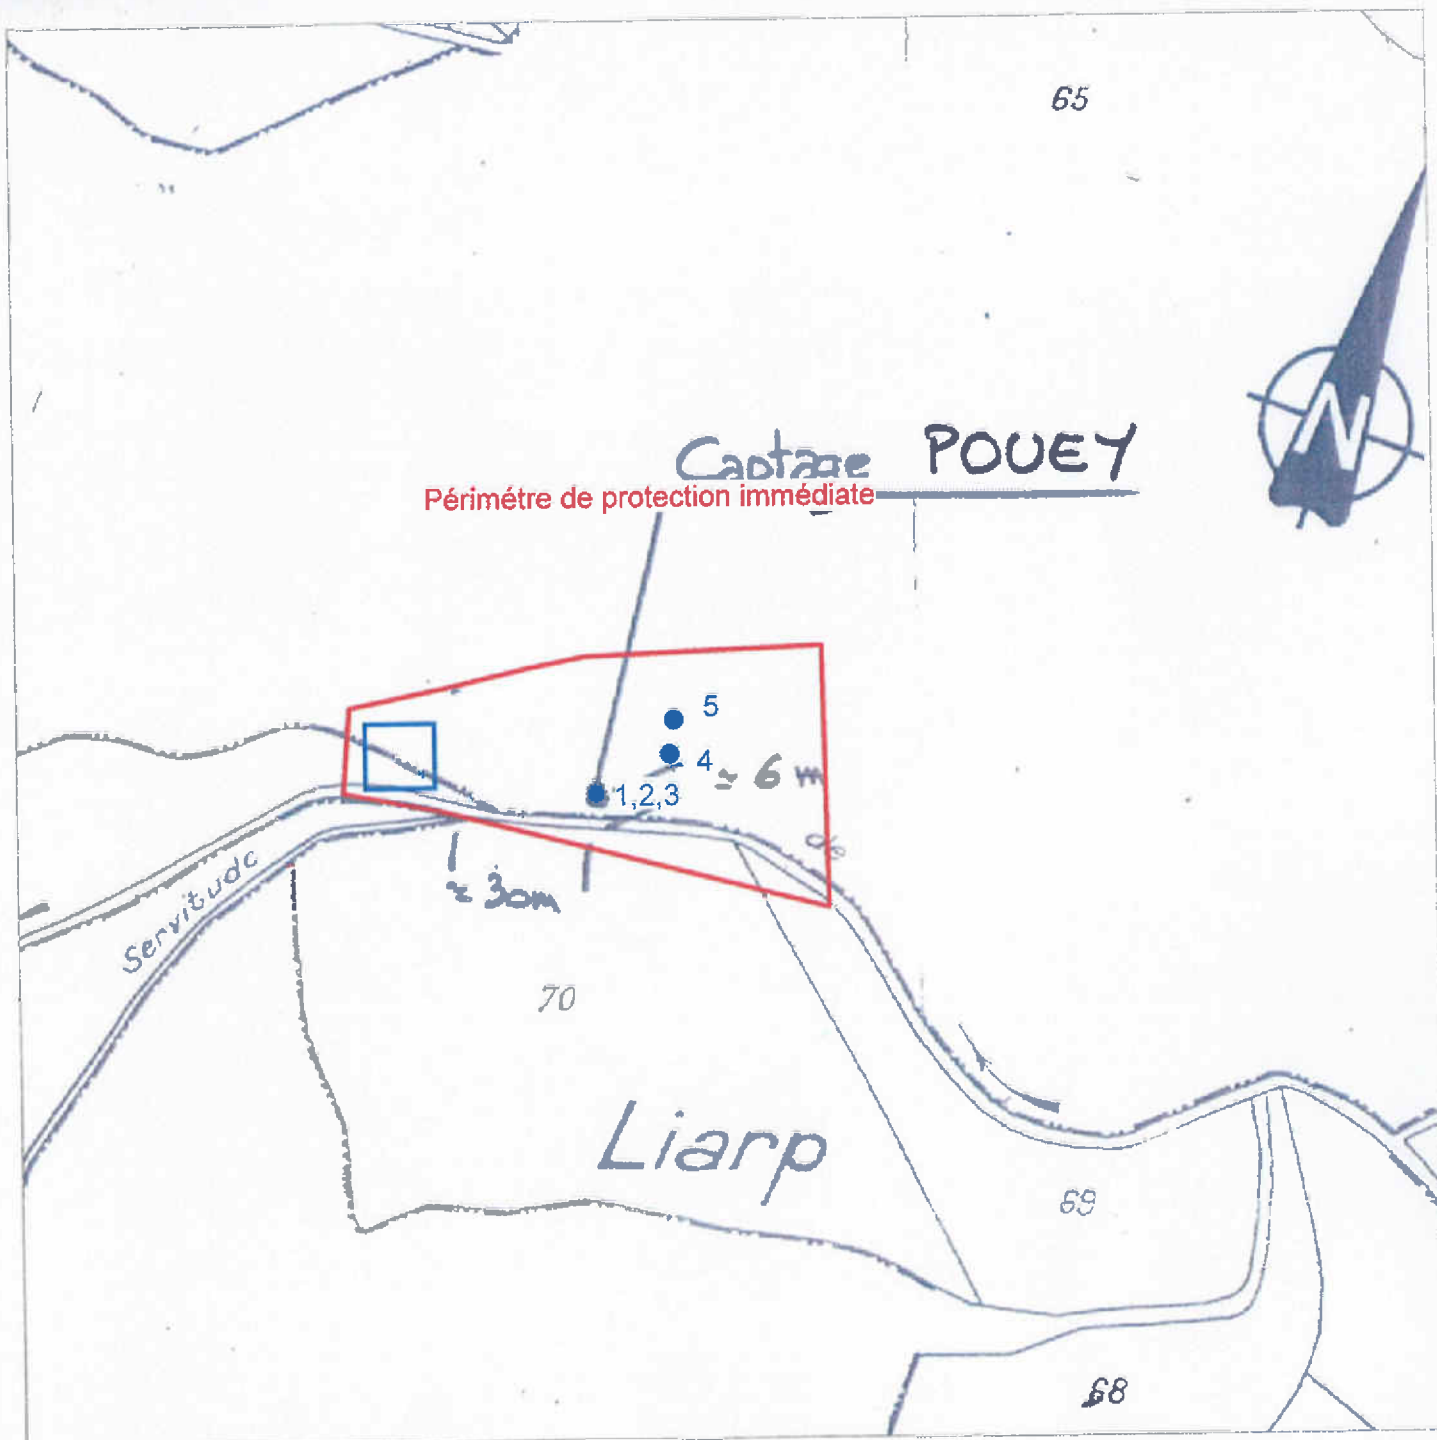 65
N
Captage POUEY
Périmétre de protection immédiate
5
4
≃ 6 m
1,2,3
de
Servitude
≃ 30m
70
Liarp
69
68